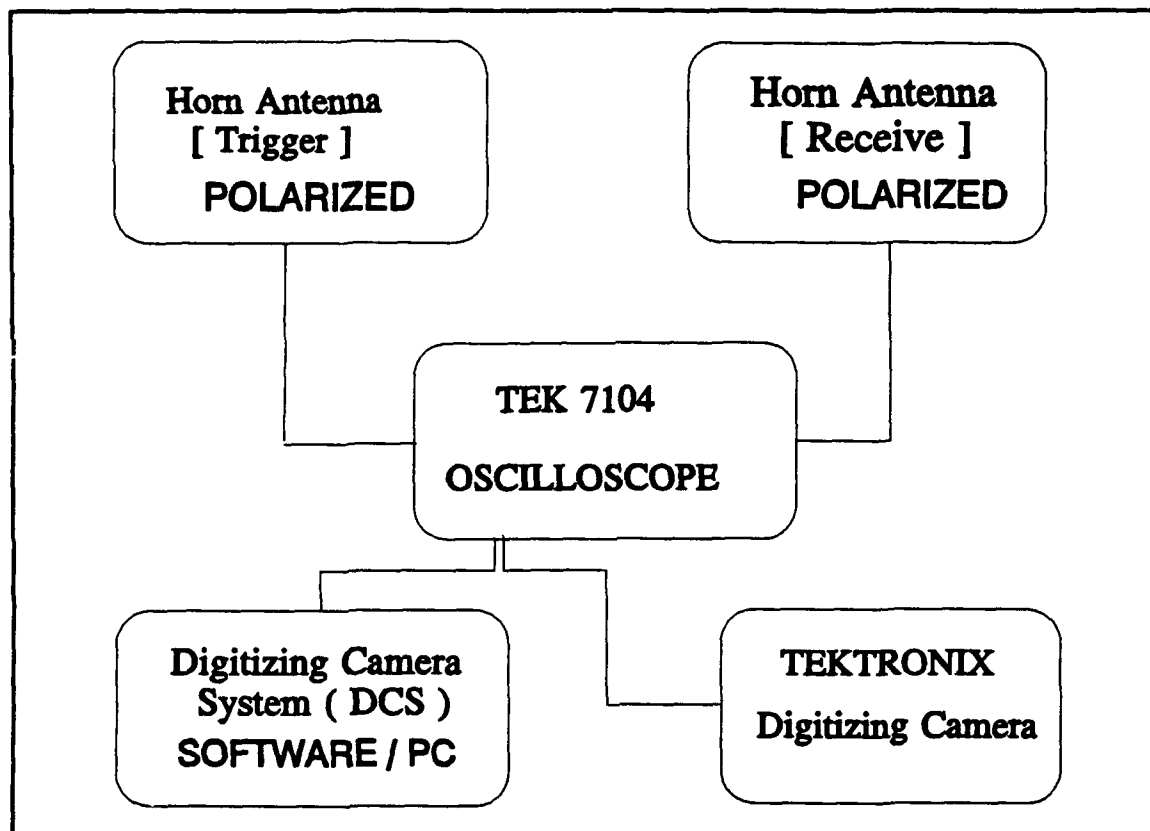 Horn Antenna
[ Trigger ]
POLARIZED
Horn Antenna
[ Receive ]
POLARIZED
TEK 7104
OSCILLOSCOPE
Digitizing Camera
System ( DCS )
SOFTWARE / PC
TEKTRONIX
Digitizing Camera